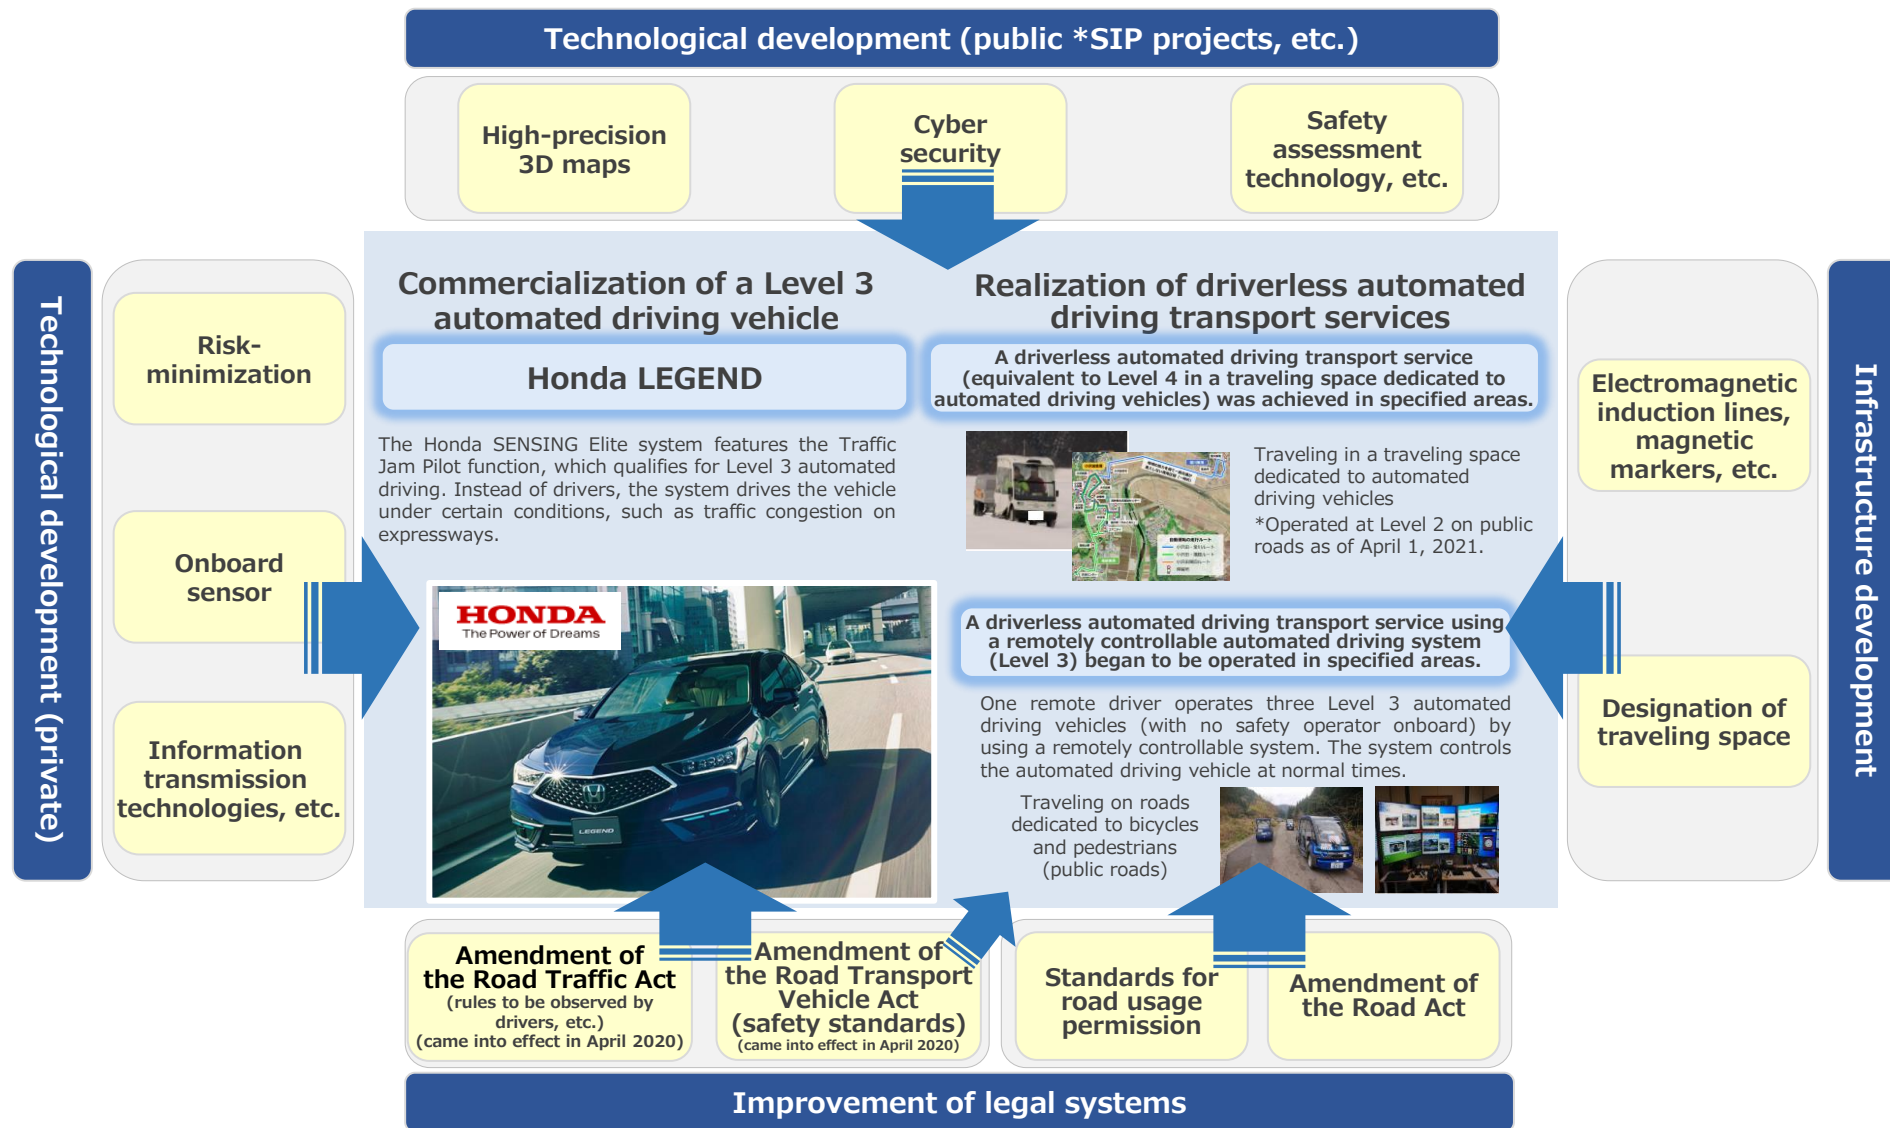 Technological development (public *SIP projects, etc.)
High-precision
3D maps
Cyber
security
Safety
assessment
technology, etc.
Technological development (private)
Risk-
minimization
Onboard
sensor
Information
transmission
technologies, etc.
Commercialization of a Level 3
automated driving vehicle
Honda LEGEND
The Honda SENSING Elite system features the Traffic
Jam Pilot function, which qualifies for Level 3 automated
driving. Instead of drivers, the system drives the vehicle
under certain conditions, such as traffic congestion on
expressways.
HONDA
The Power of Dreams
LEGEND
Realization of driverless automated
driving transport services
A driverless automated driving transport service
(equivalent to Level 4 in a traveling space dedicated to
automated driving vehicles) was achieved in specified areas.
Traveling in a traveling space
dedicated to automated
driving vehicles
*Operated at Level 2 on public
roads as of April 1, 2021.
A driverless automated driving transport service using
a remotely controllable automated driving system
(Level 3) began to be operated in specified areas.
One remote driver operates three Level 3 automated
driving vehicles (with no safety operator onboard) by
using a remotely controllable system. The system controls
the automated driving vehicle at normal times.
Traveling on roads
dedicated to bicycles
and pedestrians
(public roads)
Electromagnetic
induction lines,
magnetic
markers, etc.
Designation of
traveling space
Infrastructure development
Amendment of
the Road Traffic Act
(rules to be observed by
drivers, etc.)
(came into effect in April 2020)
Amendment of
the Road Transport
Vehicle Act
(safety standards)
(came into effect in April 2020)
Standards for
road usage
permission
Amendment of
the Road Act
Improvement of legal systems